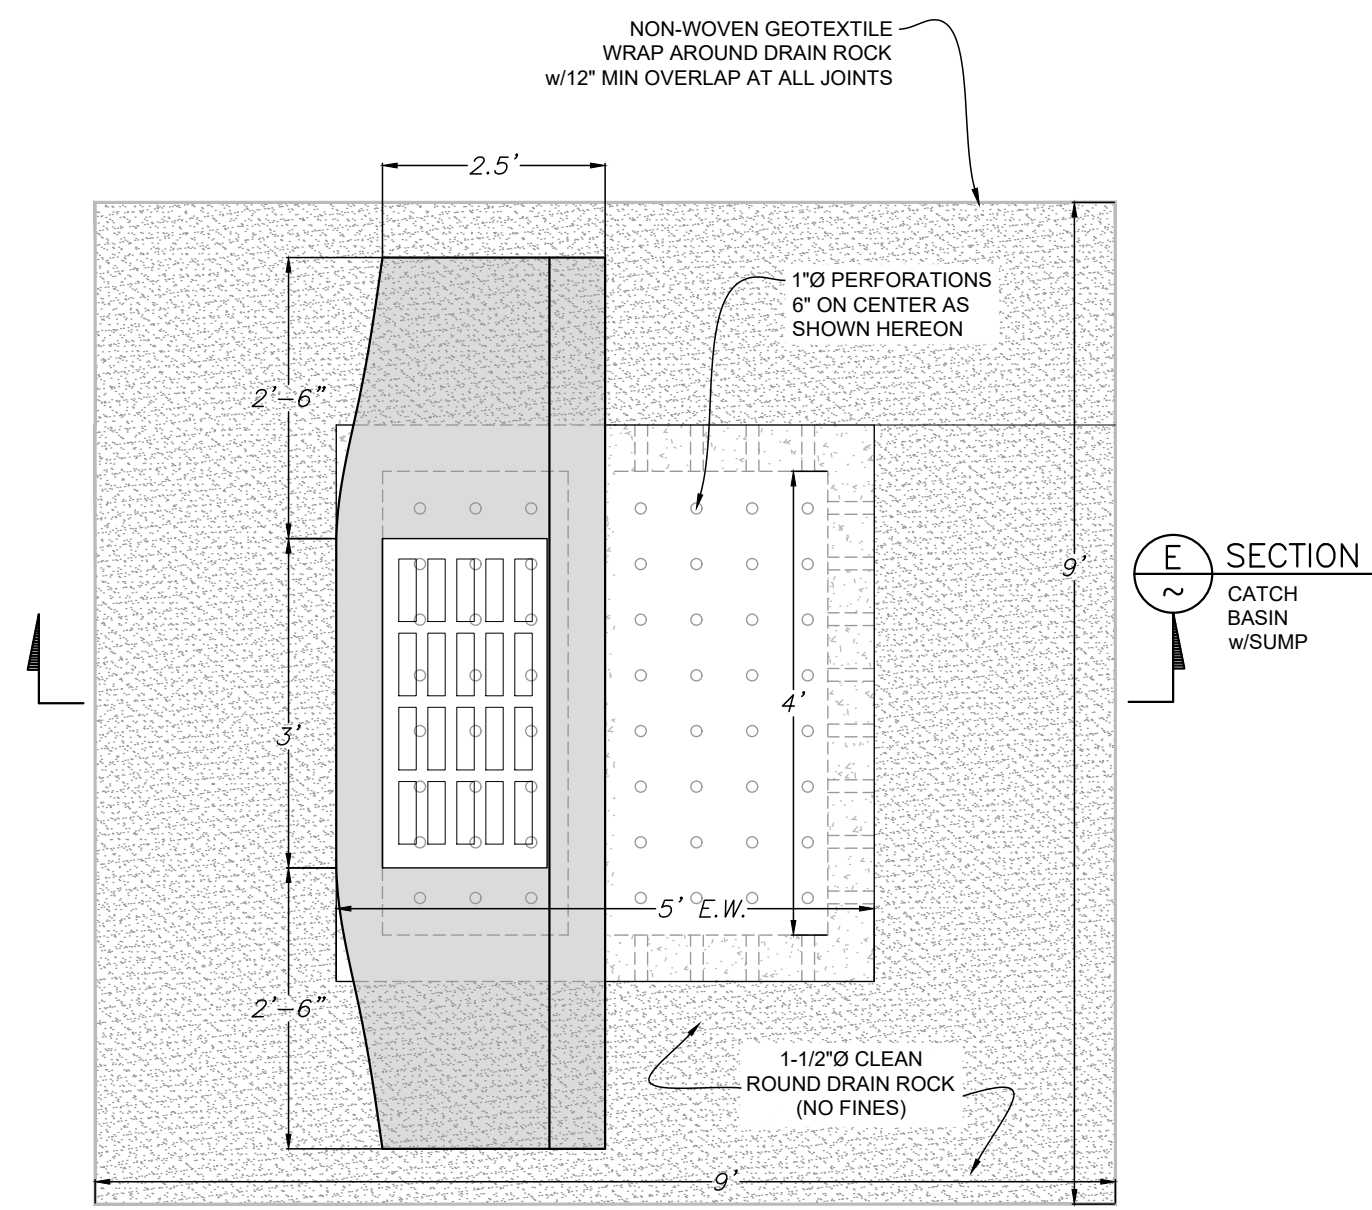 NON-WOVEN GEOTEXTILE
WRAP AROUND DRAIN ROCK
w/12" MIN OVERLAP AT ALL JOINTS
2.5'
1"Ø PERFORATIONS
6" ON CENTER AS
SHOWN HEREON
2'-6"
9'
E
~
SECTION
CATCH
BASIN
w/SUMP
4'
3'
5' E.W.
2'-6"
1-1/2"Ø CLEAN
ROUND DRAIN ROCK
(NO FINES)
9'